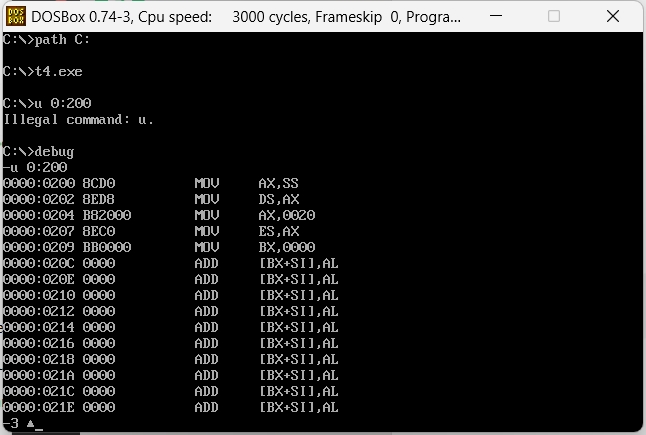 DOS
BOX
DOSBox 0.74-3, Cpu speed:    3000 cycles, Frameskip  0, Progra...
C:\>path C:
C:\>t4.exe
C:\>u 0:200
Illegal command: u.
C:\>debug
-u 0:200
0000:0200 8CD0          MOV     AX,SS
0000:0202 8ED8          MOV     DS,AX
0000:0204 B82000        MOV     AX,0020
0000:0207 8EC0          MOV     ES,AX
0000:0209 BB0000        MOV     BX,0000
0000:020C 0000          ADD     [BX+SI],AL
0000:020E 0000          ADD     [BX+SI],AL
0000:0210 0000          ADD     [BX+SI],AL
0000:0212 0000          ADD     [BX+SI],AL
0000:0214 0000          ADD     [BX+SI],AL
0000:0216 0000          ADD     [BX+SI],AL
0000:0218 0000          ADD     [BX+SI],AL
0000:021A 0000          ADD     [BX+SI],AL
0000:021C 0000          ADD     [BX+SI],AL
0000:021E 0000          ADD     [BX+SI],AL
-3 ▲_